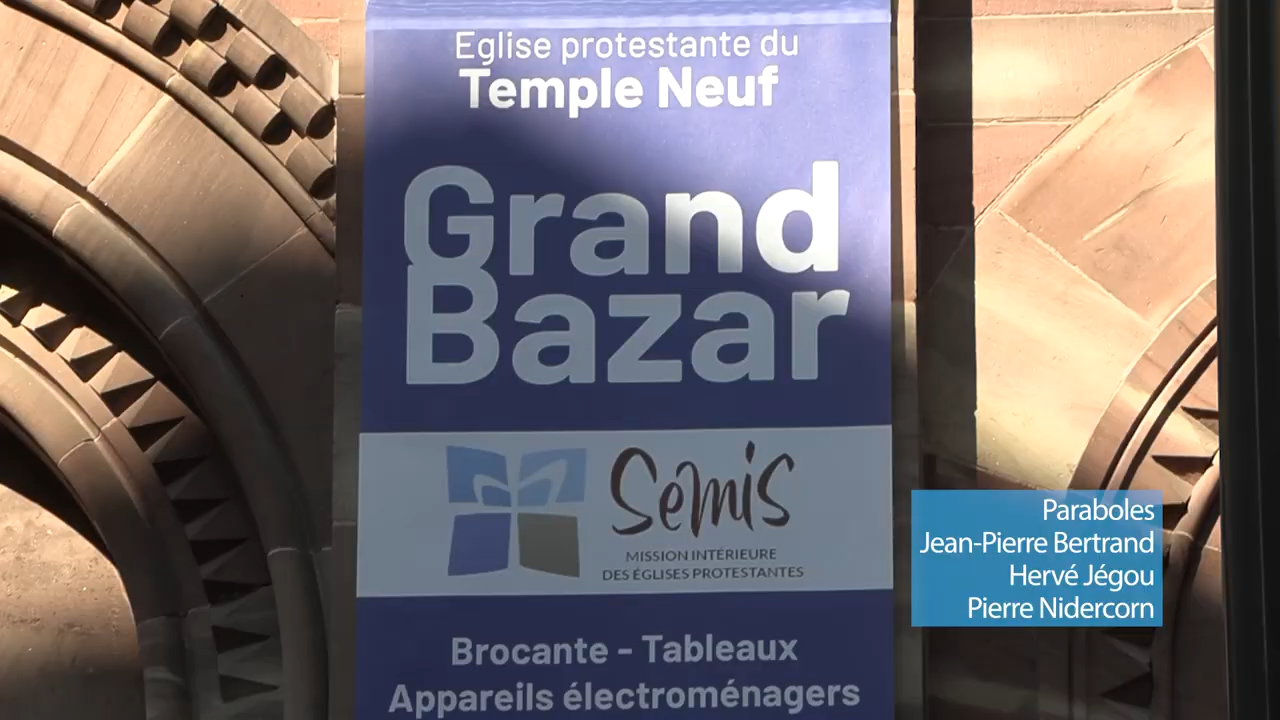 Eglise protestante du
Temple Neuf
Grand
Bazar
Semis
MISSION INTÉRIEURE
DES ÉGLISES PROTESTANTES
Brocante - Tableaux
Appareils électroménagers
Paraboles
Jean-Pierre Bertrand
Hervé Jégou
Pierre Nidercorn